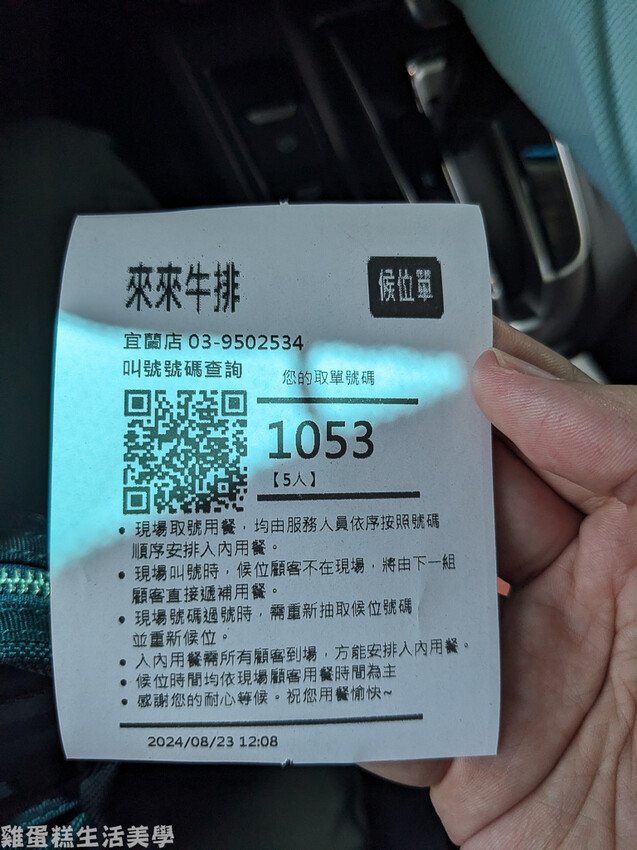 來來牛排
候位單
宜蘭店 03-9502534
叫號號碼查詢
您的取單號碼
1053
【5人】
• 現場取號用餐，均由服務人員依序按照號碼
順序安排入內用餐。
• 現場叫號時，候位顧客不在現場，將由下一組
顧客直接遞補用餐。
• 現場號碼過號時，需重新抽取候位號碼
並重新候位。
• 入內用餐需所有顧客到場，方能安排入內用餐。
• 候位時間均依現場顧客用餐時間為主
• 感謝您的耐心等候。祝您用餐愉快~
2024/08/23 12:08
雞蛋糕生活美學